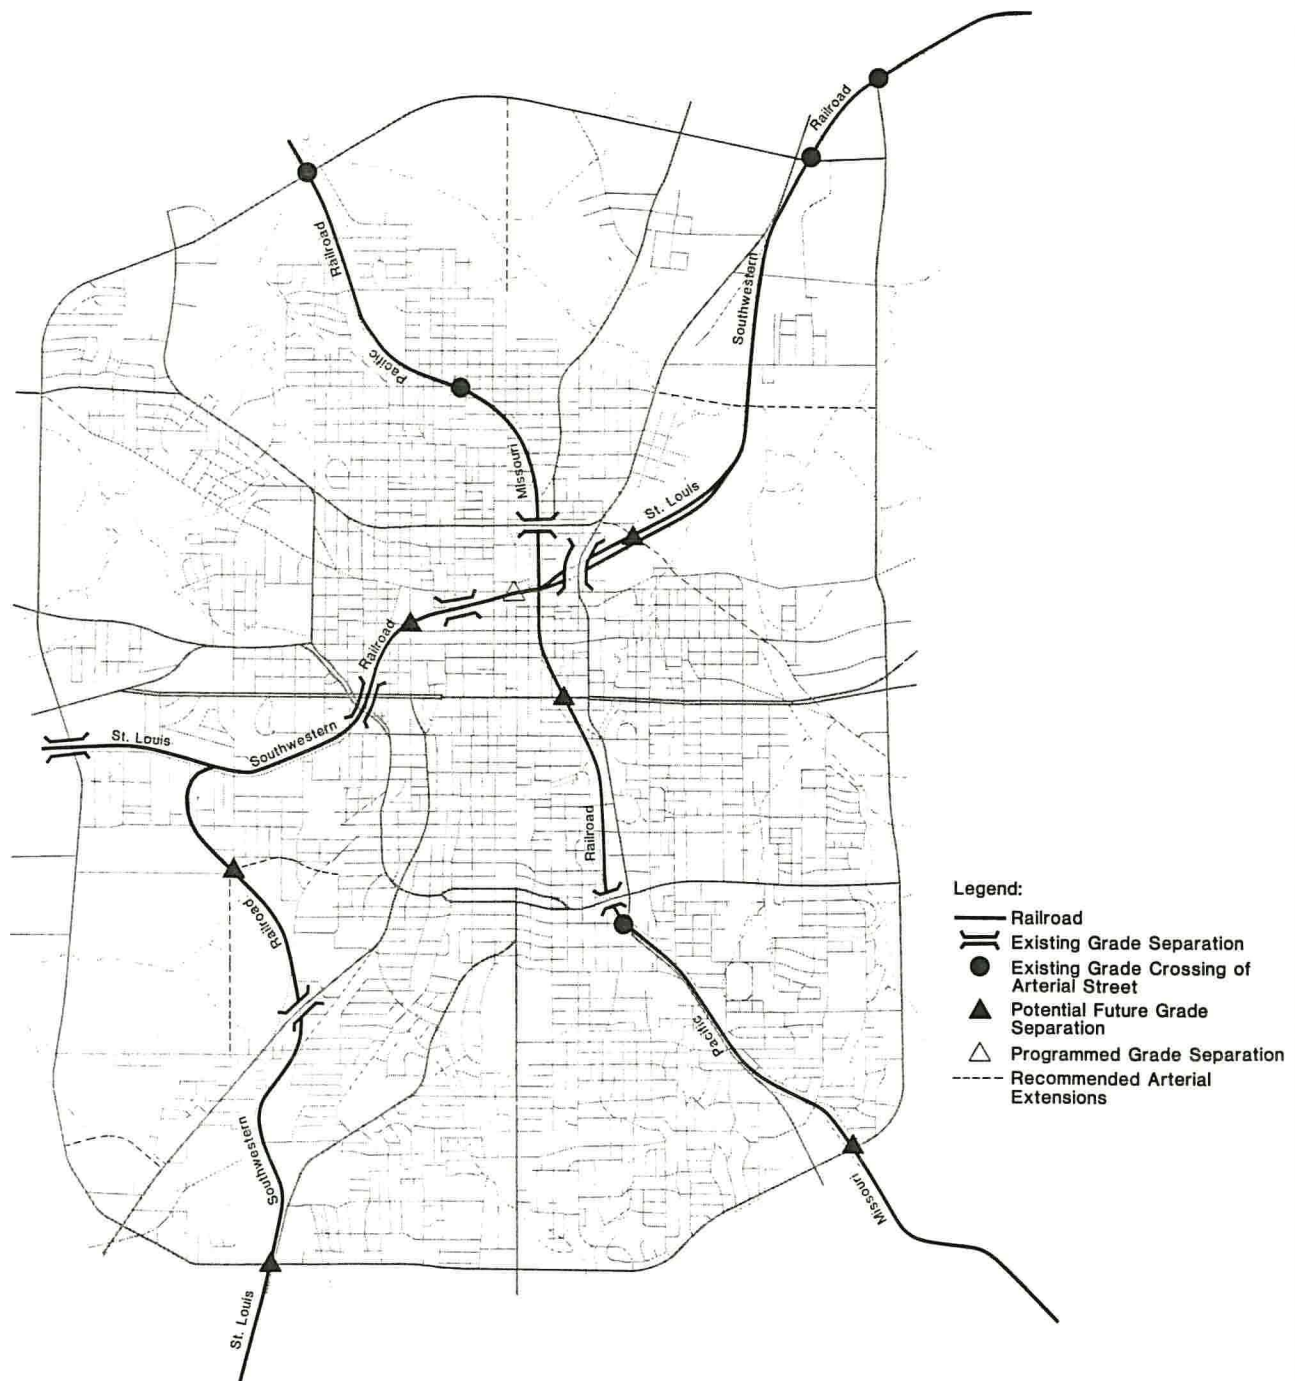 Railroad
Railroad
Southwestern
Pacific
Missouri
St. Louis
Railroad
St. Louis
Southwestern
Railroad
Railroad
Pacific
Southwestern
Missouri
St. Louis
Legend:
Railroad
Existing Grade Separation
Existing Grade Crossing of
Arterial Street
Potential Future Grade
Separation
Programmed Grade Separation
Recommended Arterial
Extensions